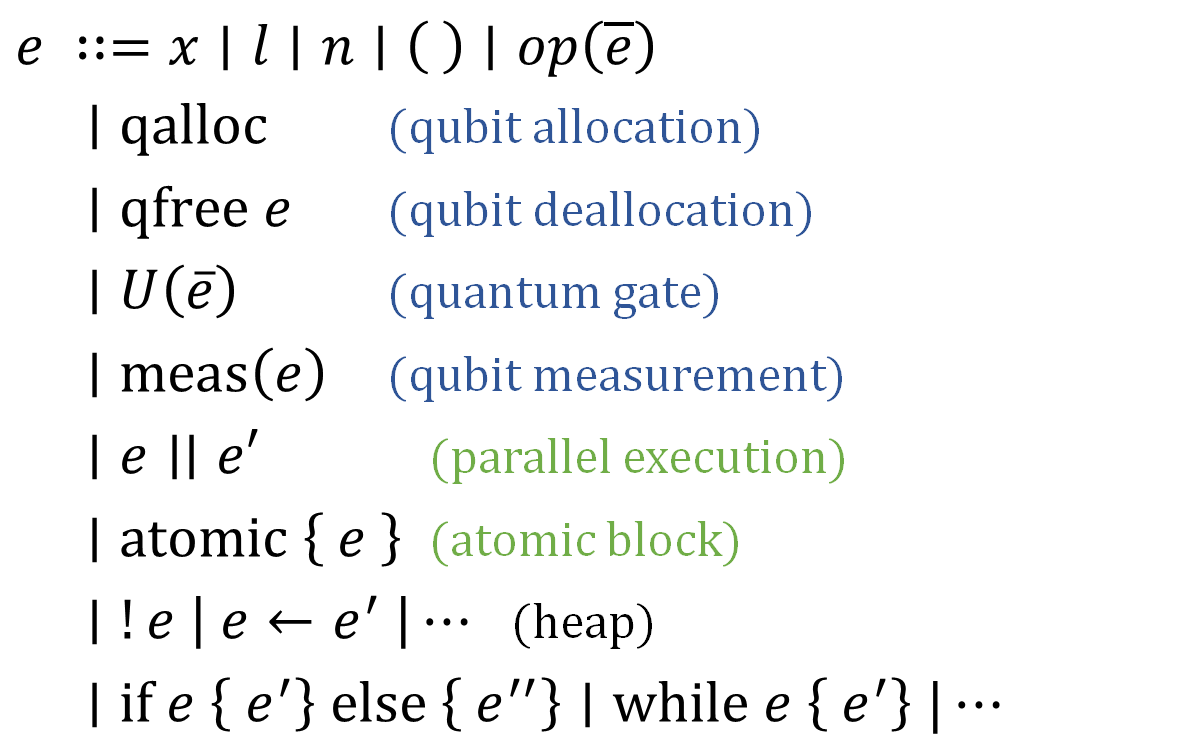 e ::= x | l | n | ( ) | op(e̅)
| qalloc (qubit allocation)
| qfree e (qubit deallocation)
| U(e̅) (quantum gate)
| meas(e) (qubit measurement)
| e || e′ (parallel execution)
| atomic { e } (atomic block)
| ! e | e ← e′ | ⋯ (heap)
| if e { e′} else { e′′} | while e { e′} | ⋯